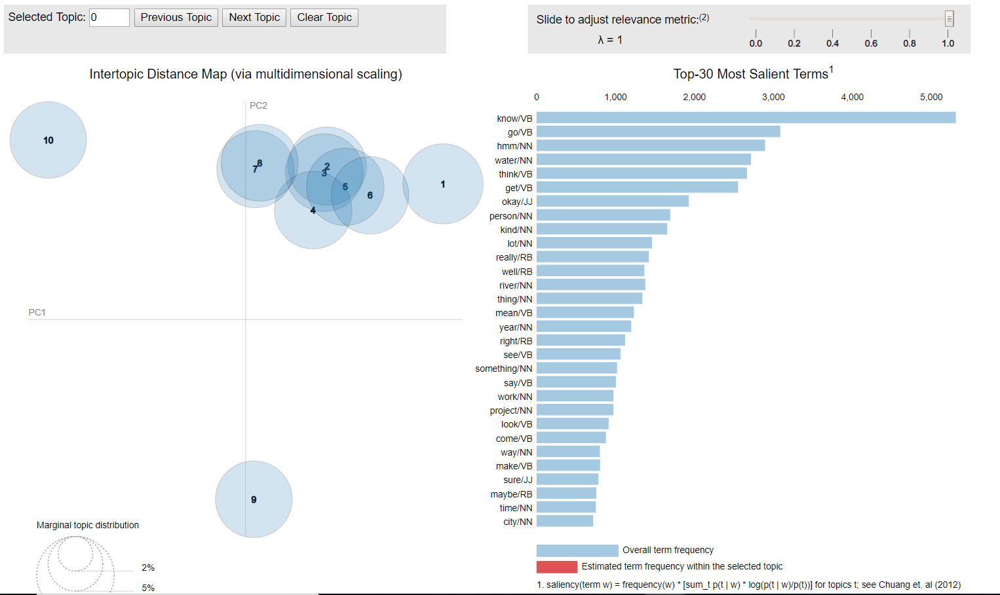 Selected Topic: 0 Previous Topic Next Topic Clear Topic
Slide to adjust relevance metric:(2)
λ = 1
0.0 0.2 0.4 0.6 0.8 1.0
Intertopic Distance Map (via multidimensional scaling)
PC2
PC1
10
8
7
2
3
5
6
1
4
9
Marginal topic distribution
2%
5%
Top-30 Most Salient Terms1
0 1,000 2,000 3,000 4,000 5,000
know/VB
go/VB
hmm/NN
water/NN
think/VB
get/VB
okay/JJ
person/NN
kind/NN
lot/NN
really/RB
well/RB
river/NN
thing/NN
mean/VB
year/NN
right/RB
see/VB
something/NN
say/VB
work/NN
project/NN
look/VB
come/VB
way/NN
make/VB
sure/JJ
maybe/RB
time/NN
city/NN
Overall term frequency
Estimated term frequency within the selected topic
1. saliency(term w) = frequency(w) * [sum_t p(t | w) * log(p(t | w)/p(t))] for topics t; see Chuang et. al (2012)